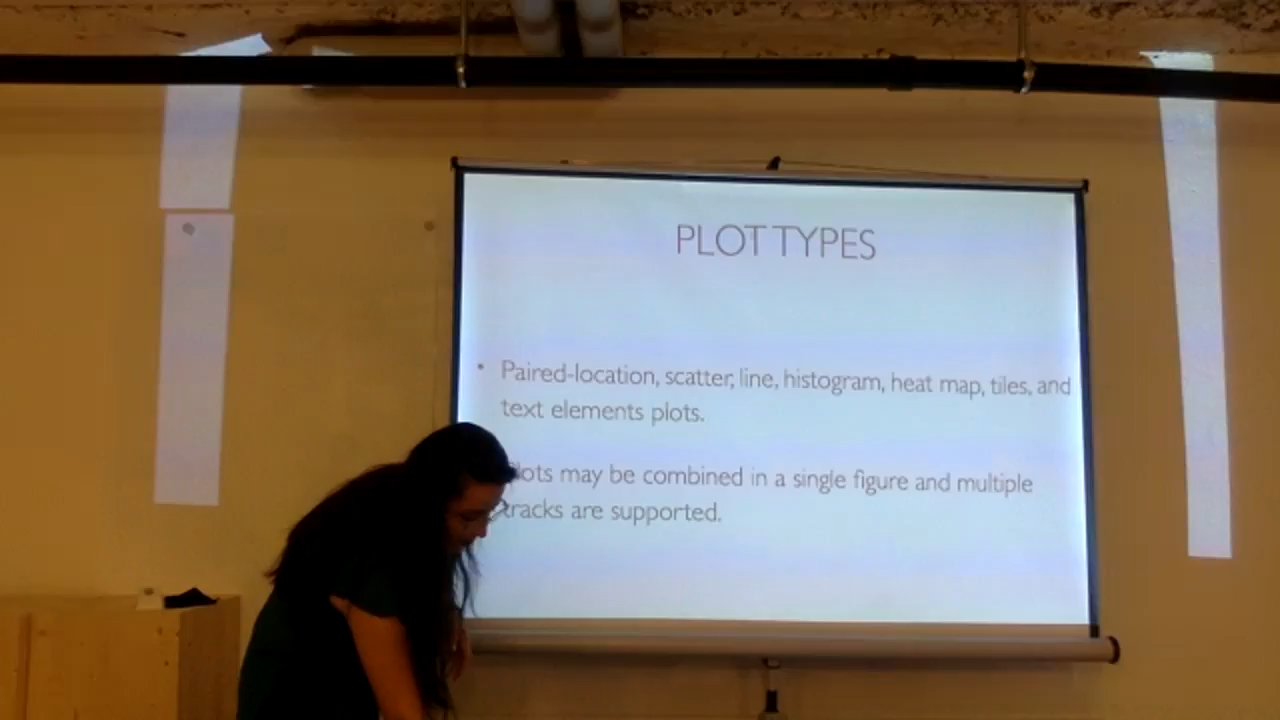 PLOT TYPES
• Paired-location, scatter, line, histogram, heat map, tiles, and
text elements plots.
lots may be combined in a single figure and multiple
tracks are supported.